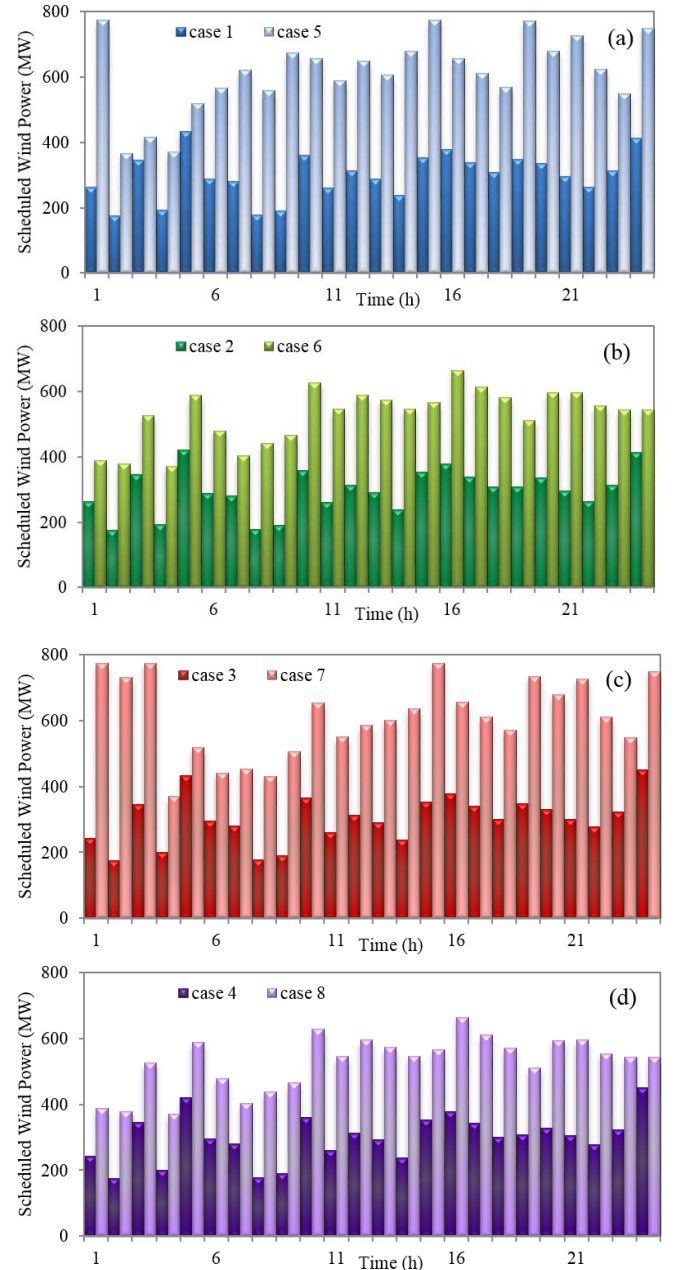 800
600
400
200
0
Scheduled Wind Power (MW)
case 1 case 5
(a)
1 6 11 16 21
Time (h)
800
600
400
200
0
Scheduled Wind Power (MW)
case 2 case 6
(b)
1 6 11 16 21
Time (h)
800
600
400
200
0
Scheduled Wind Power (MW)
case 3 case 7
(c)
1 6 11 16 21
Time (h)
800
600
400
200
0
Scheduled Wind Power (MW)
case 4 case 8
(d)
1 6 11 16 21
Time (h)